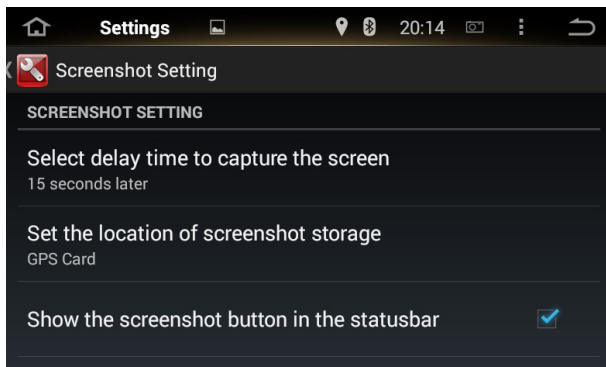 Settings 20:14
Screenshot Setting
SCREENSHOT SETTING
Select delay time to capture the screen
15 seconds later
Set the location of screenshot storage
GPS Card
Show the screenshot button in the statusbar